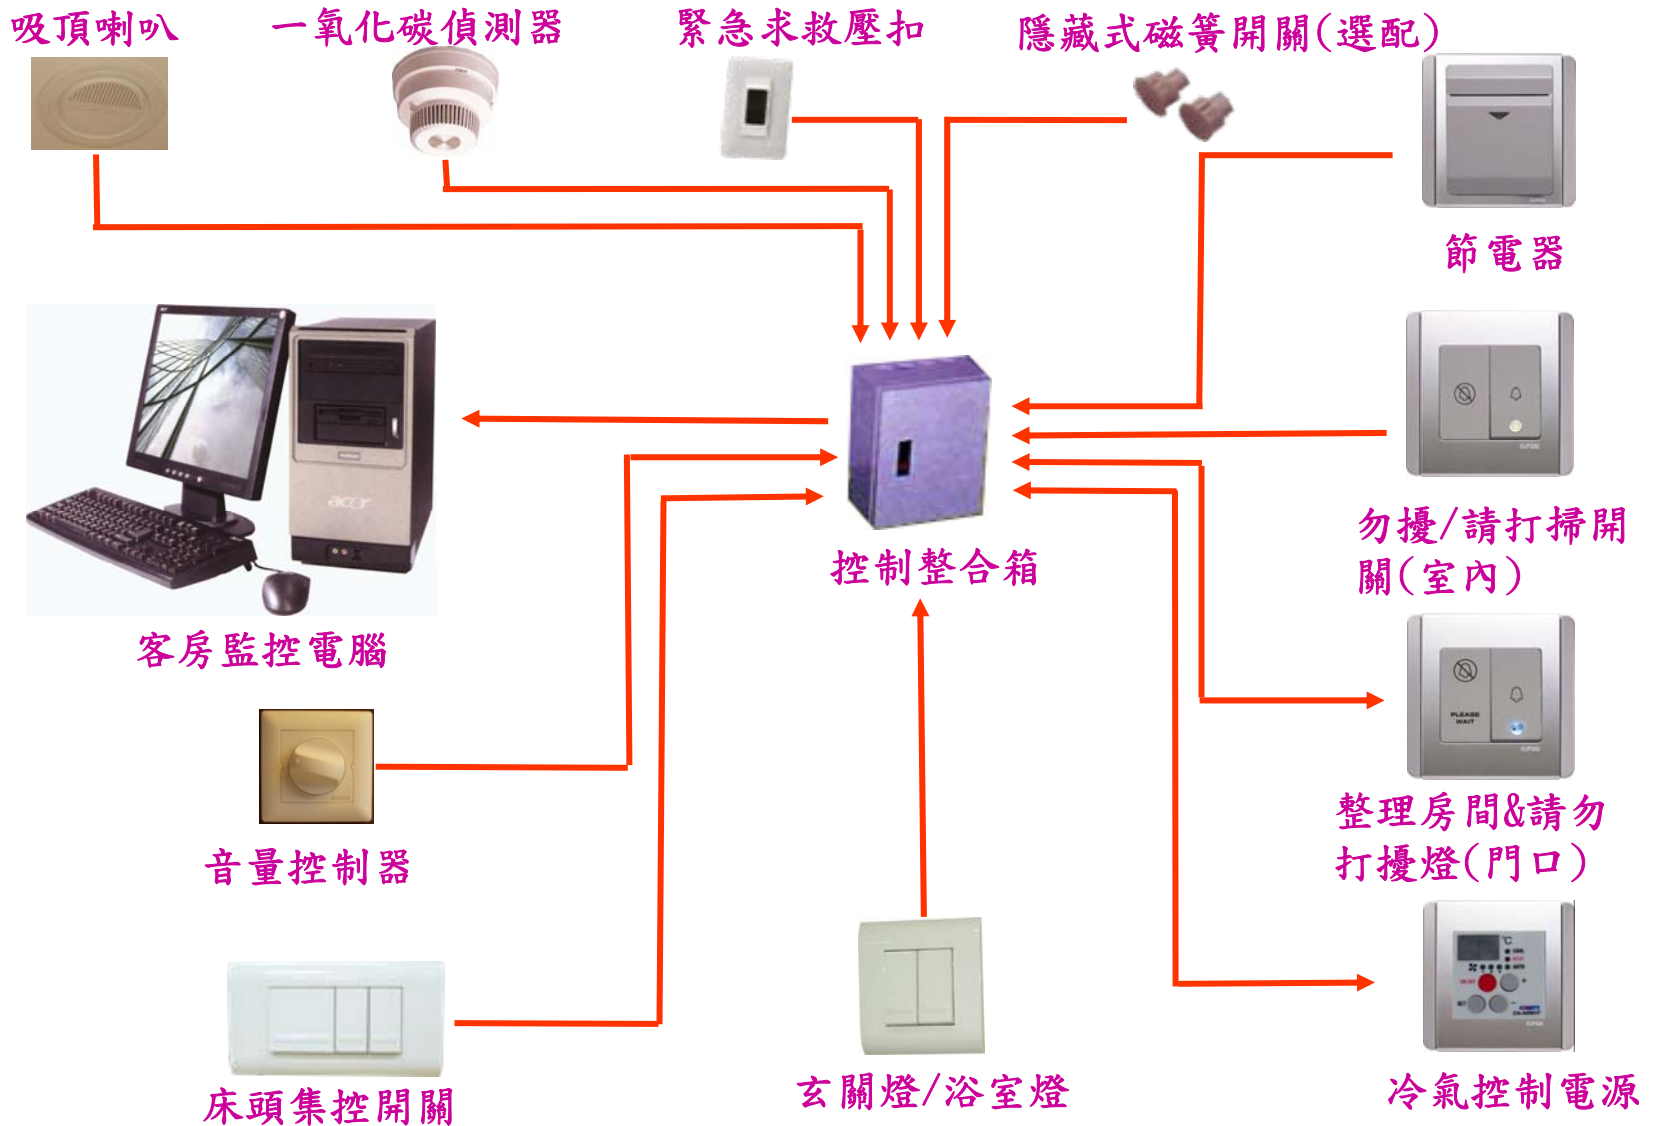 吸頂喇叭
一氧化碳偵測器
緊急求救壓扣
隱藏式磁簧開關(選配)
節電器
勿擾/請打掃開
關(室內)
控制整合箱
acer
客房監控電腦
PLEASE
WAIT
整理房間&請勿
打擾燈(門口)
音量控制器
°C
床頭集控開關
玄關燈/浴室燈
冷氣控制電源